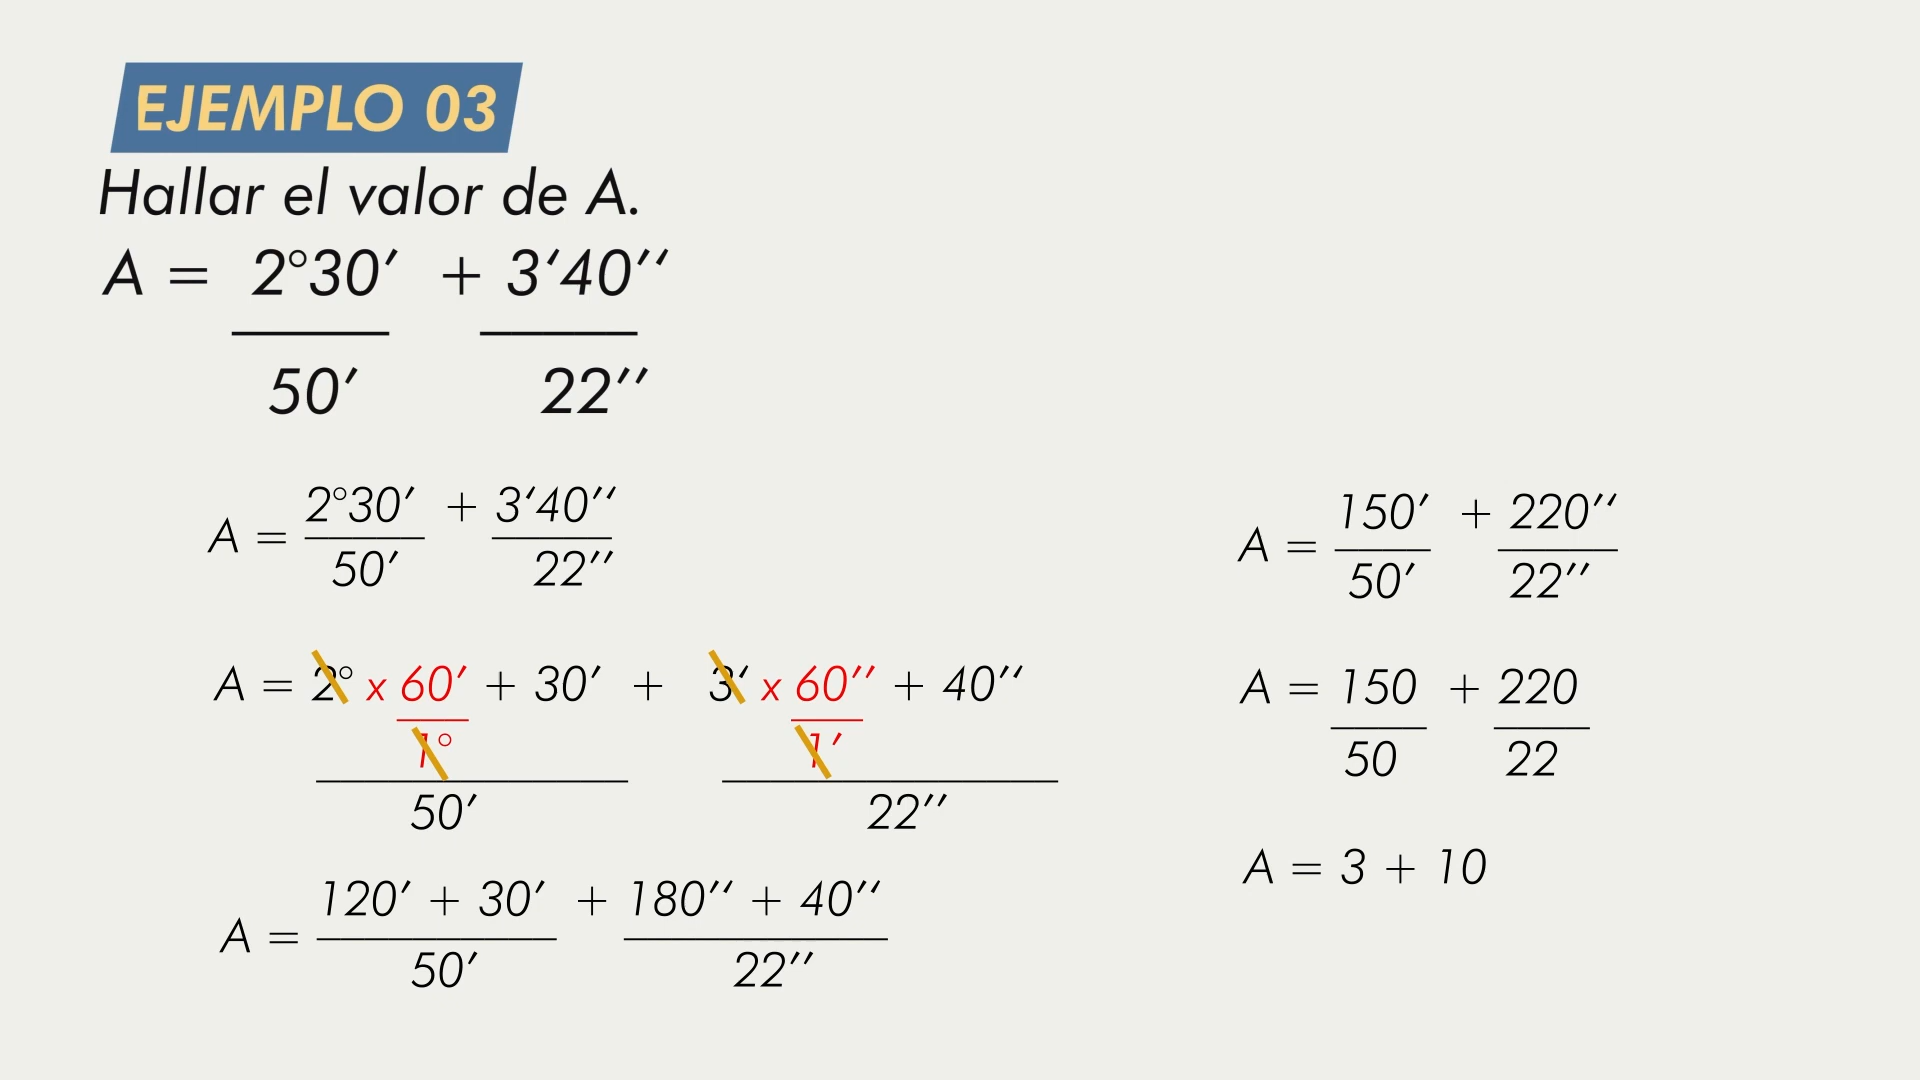 EJEMPLO 03
Hallar el valor de A.
A = 2°30′ + 3′40′′
50′ 22′′
A = 2°30′ + 3′40′′
50′ 22′′
A = 2° x 60′ + 30′ + 3′ x 60′′ + 40′′
1° 1′
50′ 22′′
A = 120′ + 30′ + 180′′ + 40′′
50′ 22′′
A = 150′ + 220′′
50′ 22′′
A = 150 + 220
50 22
A = 3 + 10